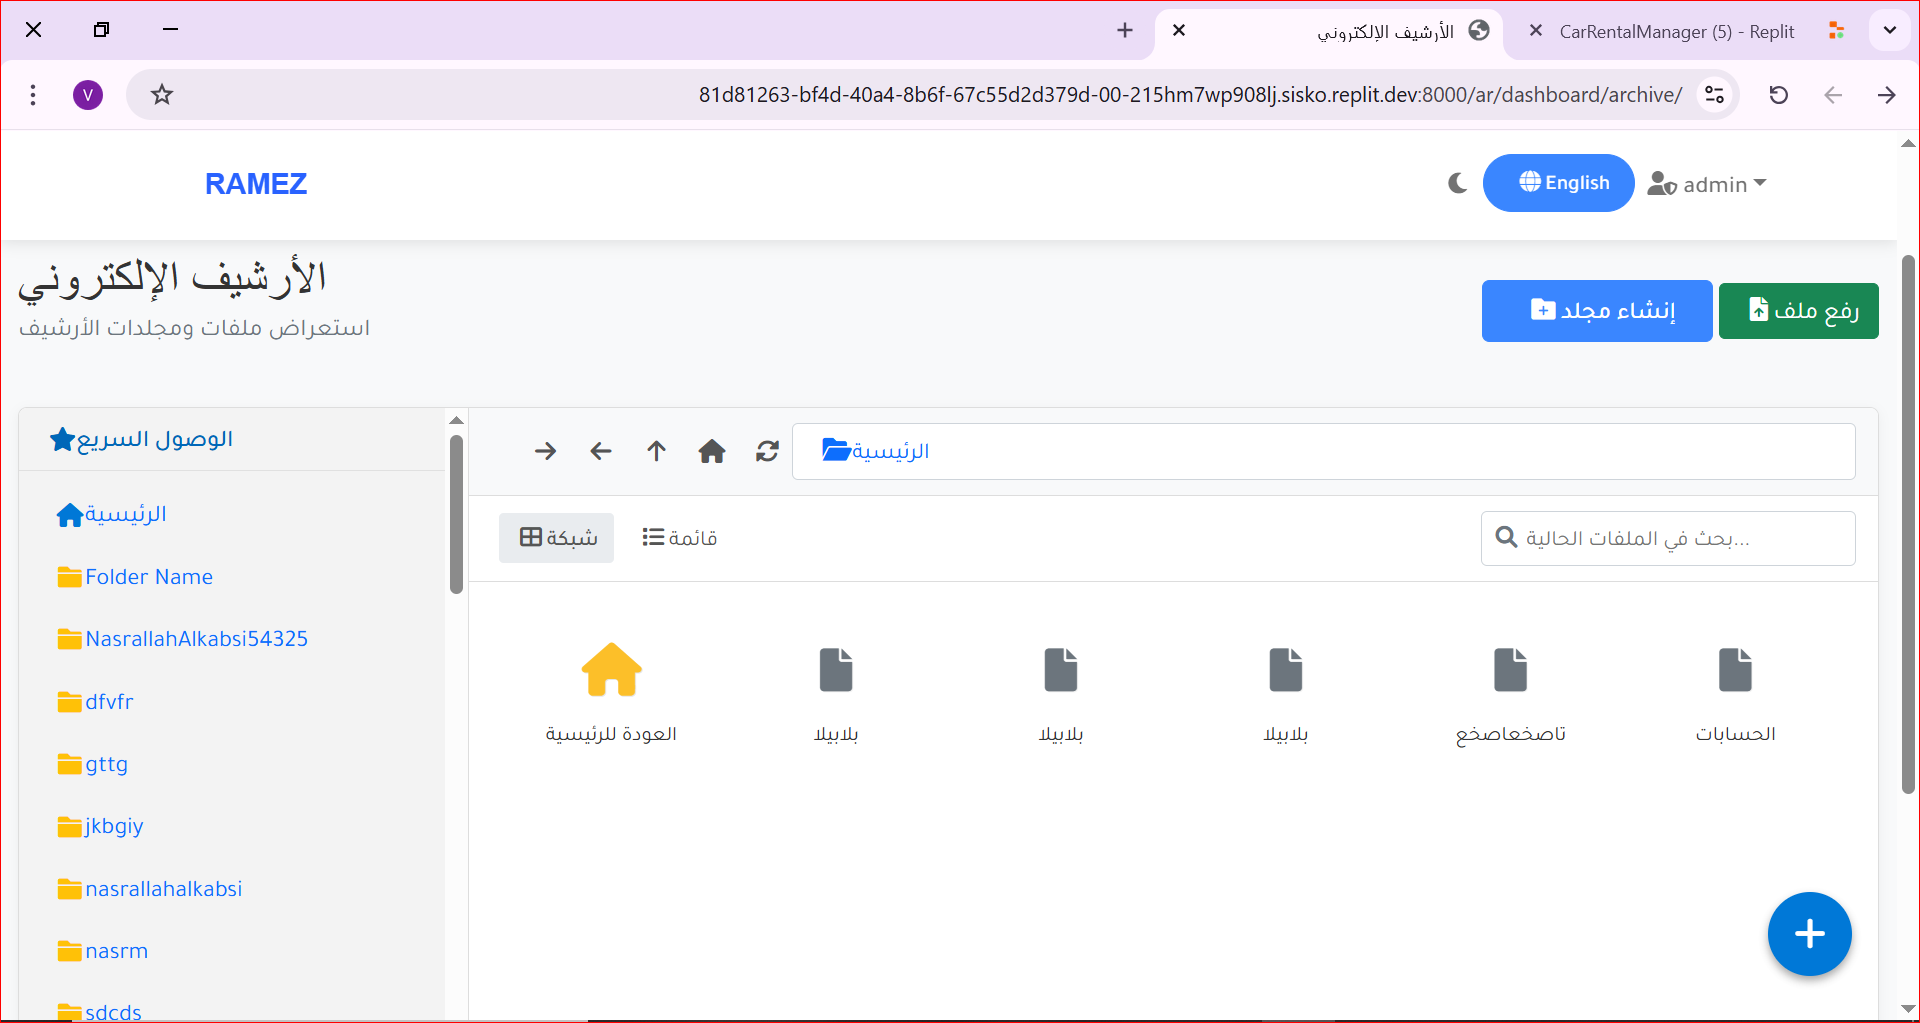 CarRentalManager (5) - Replit
الأرشيف الإلكتروني
81d81263-bf4d-40a4-8b6f-67c55d2d379d-00-215hm7wp908lj.sisko.replit.dev:8000/ar/dashboard/archive/
V
RAMEZ
English
admin
الأرشيف الإلكتروني
استعراض ملفات ومجلدات الأرشيف
إنشاء مجلد
رفع ملف
الوصول السريع
الرئيسية
Folder Name
NasrallahAlkabsi54325
dfvfr
gttg
jkbgiy
nasrallahalkabsi
nasrm
sdcds
الرئيسية
شبكة
قائمة
بحث في الملفات الحالية...
العودة للرئيسية
بلابيلا
بلابيلا
بلابيلا
تاصخعاصخع
الحسابات